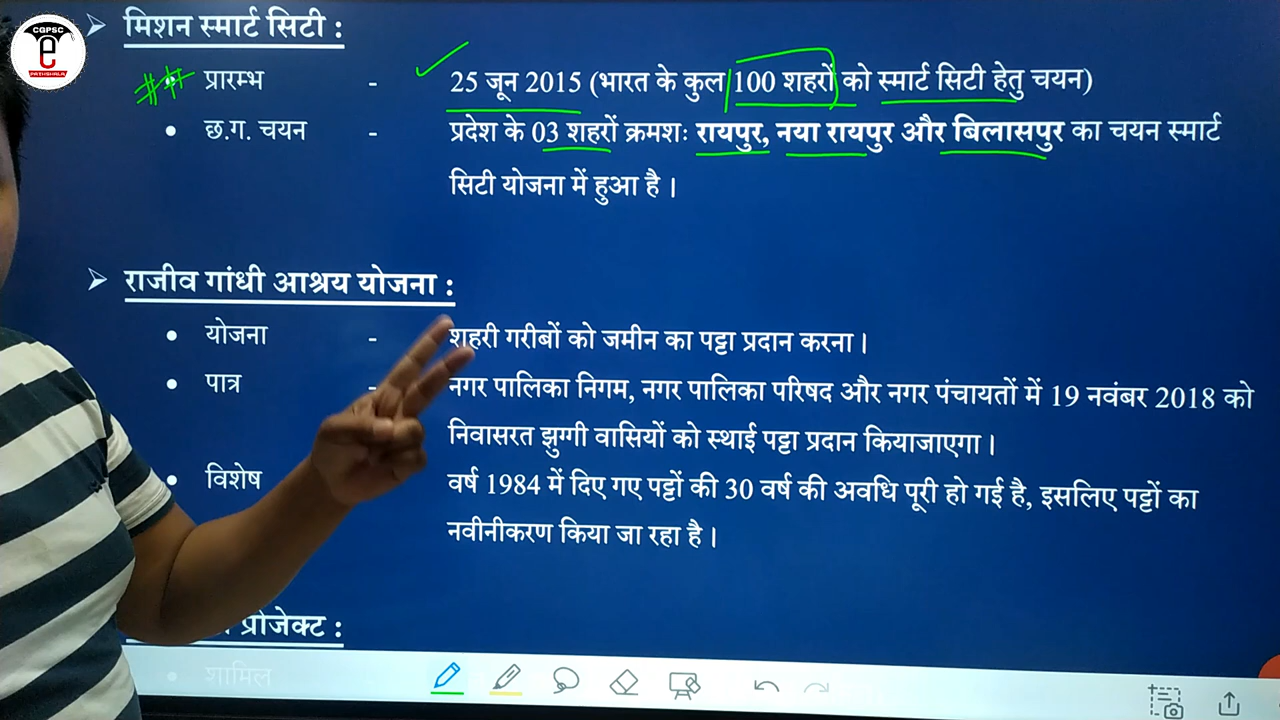 CGPSC
e
PATHSHALA
मिशन स्मार्ट सिटी :
प्रारम्भ - 25 जून 2015 (भारत के कुल 100 शहरों को स्मार्ट सिटी हेतु चयन)
• छ.ग. चयन - प्रदेश के 03 शहरों क्रमशः रायपुर, नया रायपुर और बिलासपुर का चयन स्मार्ट
सिटी योजना में हुआ है ।
राजीव गांधी आश्रय योजना :
• योजना - शहरी गरीबों को जमीन का पट्टा प्रदान करना ।
• पात्र - नगर पालिका निगम, नगर पालिका परिषद और नगर पंचायतों में 19 नवंबर 2018 को
निवासरत झुग्गी वासियों को स्थाई पट्टा प्रदान कियाजाएगा ।
• विशेष वर्ष 1984 में दिए गए पट्टों की 30 वर्ष की अवधि पूरी हो गई है, इसलिए पट्टों का
नवीनीकरण किया जा रहा है ।
प्रोजेक्ट :
• शामिल